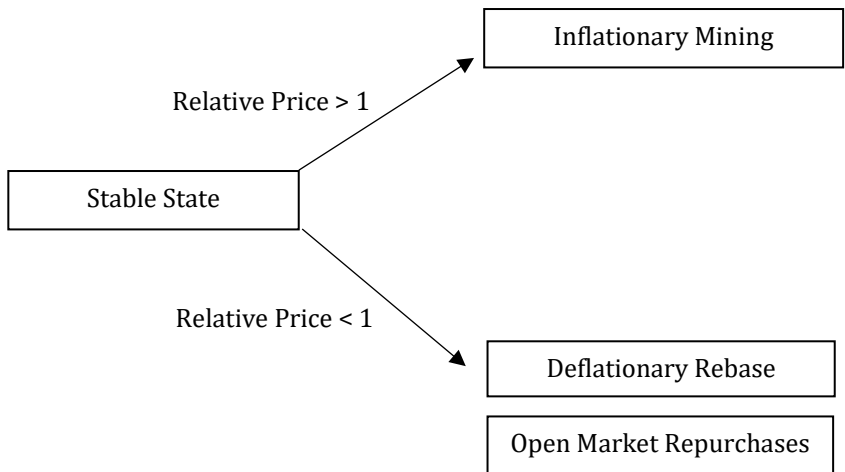 Inflationary Mining
Relative Price > 1
Stable State
Relative Price < 1
Deflationary Rebase
Open Market Repurchases